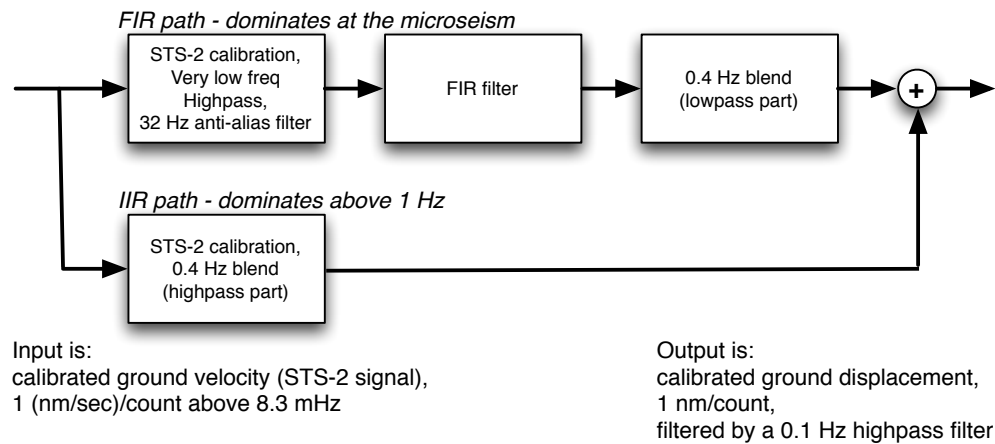 FIR path - dominates at the microseism
STS-2 calibration,
Very low freq
Highpass,
32 Hz anti-alias filter
FIR filter
0.4 Hz blend
(lowpass part)
+
IIR path - dominates above 1 Hz
STS-2 calibration,
0.4 Hz blend
(highpass part)
Input is:
calibrated ground velocity (STS-2 signal),
1 (nm/sec)/count above 8.3 mHz
Output is:
calibrated ground displacement,
1 nm/count,
filtered by a 0.1 Hz highpass filter